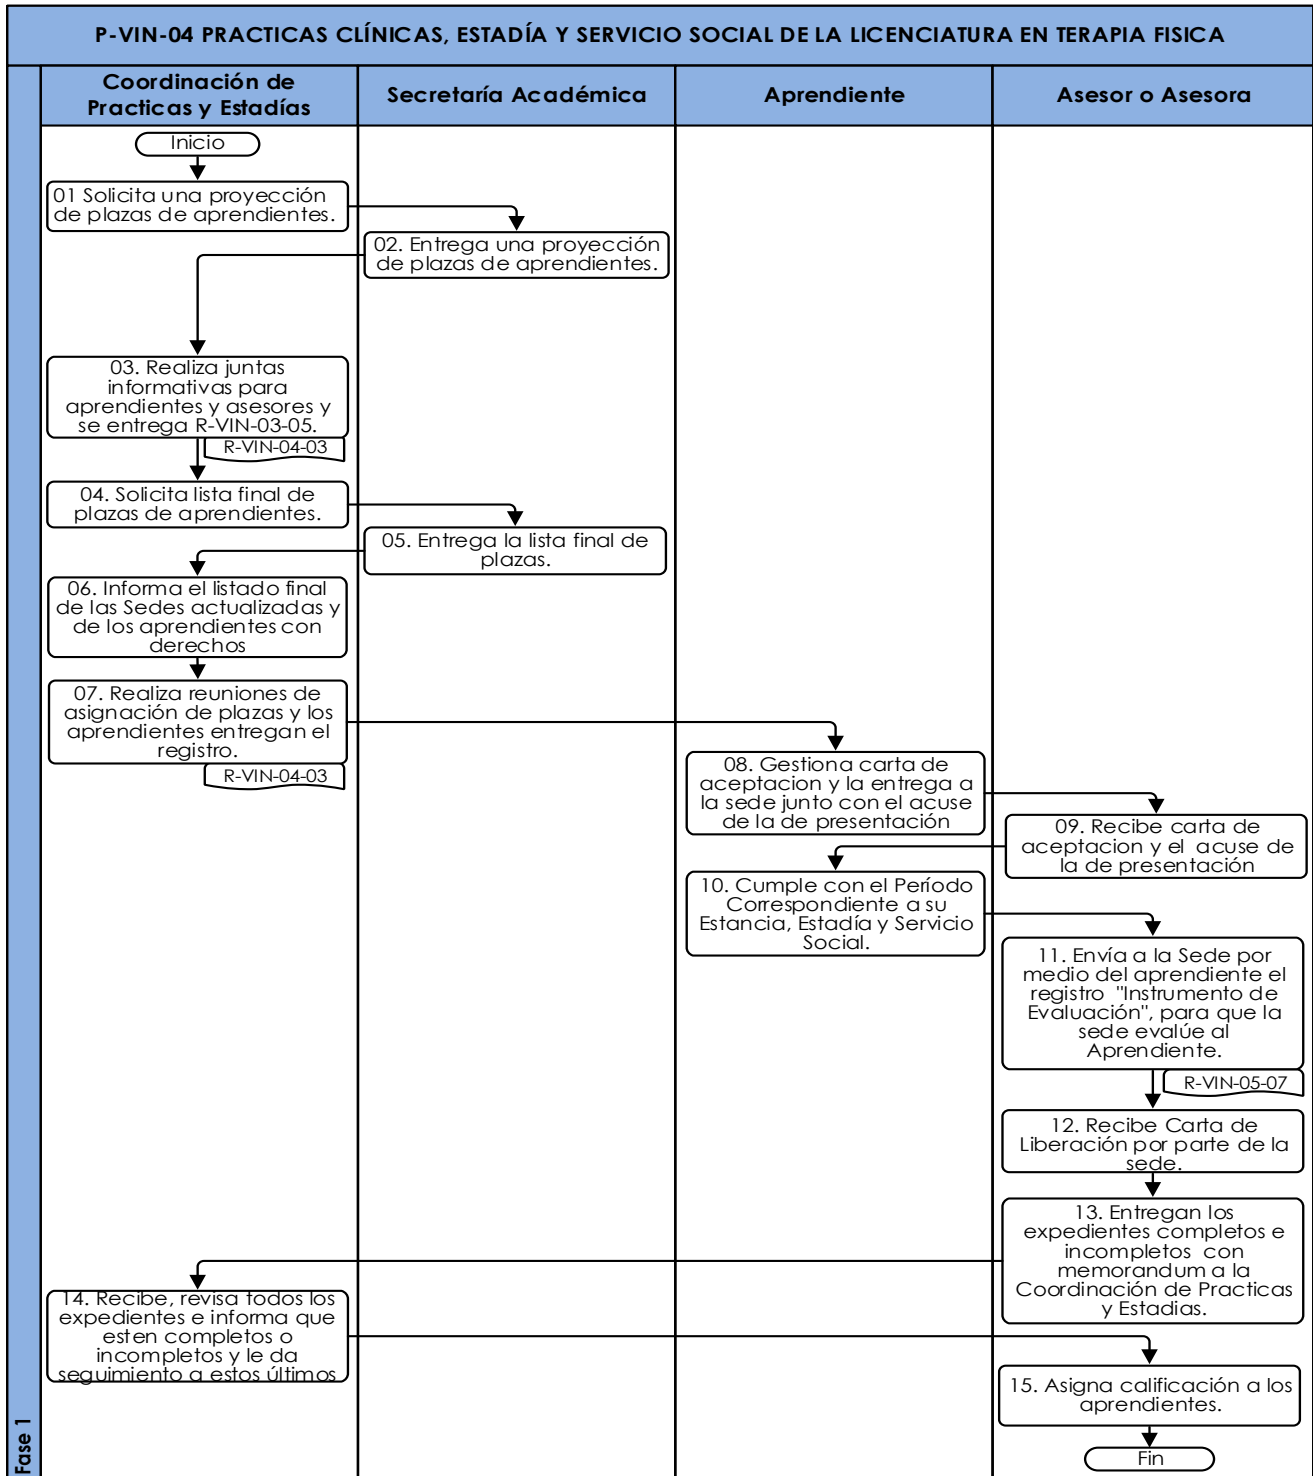 P-VIN-04 PRACTICAS CLÍNICAS, ESTADÍA Y SERVICIO SOCIAL DE LA LICENCIATURA EN TERAPIA FISICA
Coordinación de
Practicas y Estadías
Secretaría Académica
Aprendiente
Asesor o Asesora
Inicio
01 Solicita una proyección
de plazas de aprendientes.
02. Entrega una proyección
de plazas de aprendientes.
03. Realiza juntas
informativas para
aprendientes y asesores y
se entrega R-VIN-03-05.
R-VIN-04-03
04. Solicita lista final de
plazas de aprendientes.
05. Entrega la lista final de
plazas.
06. Informa el listado final
de las Sedes actualizadas y
de los aprendientes con
derechos
07. Realiza reuniones de
asignación de plazas y los
aprendientes entregan el
registro.
R-VIN-04-03
08. Gestiona carta de
aceptacion y la entrega a
la sede junto con el acuse
de la de presentación
09. Recibe carta de
aceptacion y el acuse de
la de presentación
10. Cumple con el Período
Correspondiente a su
Estancia, Estadía y Servicio
Social.
11. Envía a la Sede por
medio del aprendiente el
registro "Instrumento de
Evaluación", para que la
sede evalúe al
Aprendiente.
R-VIN-05-07
12. Recibe Carta de
Liberación por parte de la
sede.
13. Entregan los
expedientes completos e
incompletos con
memorandum a la
Coordinación de Practicas
y Estadias.
14. Recibe, revisa todos los
expedientes e informa que
esten completos o
incompletos y le da
seguimiento a estos últimos
15. Asigna calificación a los
aprendientes.
Fin
Fase 1